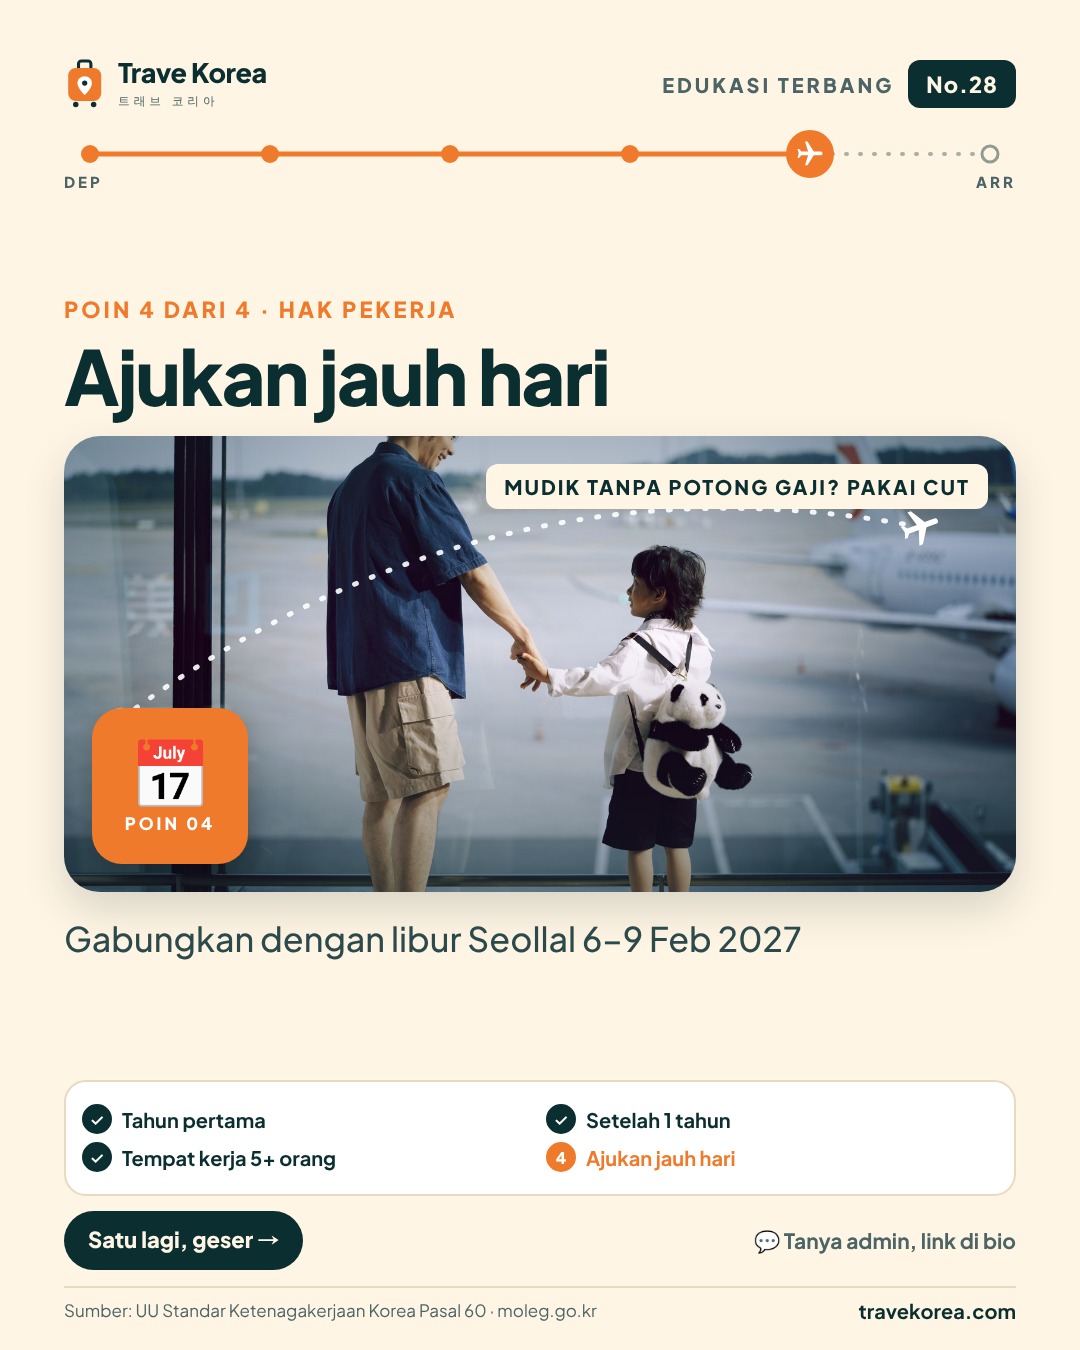 Trave Korea
트래브 코리아
EDUKASI TERBANG
No.28
DEP
ARR
POIN 4 DARI 4 · HAK PEKERJA
Ajukan jauh hari
MUDIK TANPA POTONG GAJI? PAKAI CUT
July
17
POIN 04
Gabungkan dengan libur Seollal 6–9 Feb 2027
Tahun pertama
Setelah 1 tahun
Tempat kerja 5+ orang
4 Ajukan jauh hari
Satu lagi, geser →
💬 Tanya admin, link di bio
Sumber: UU Standar Ketenagakerjaan Korea Pasal 60 · moleg.go.kr
travekorea.com